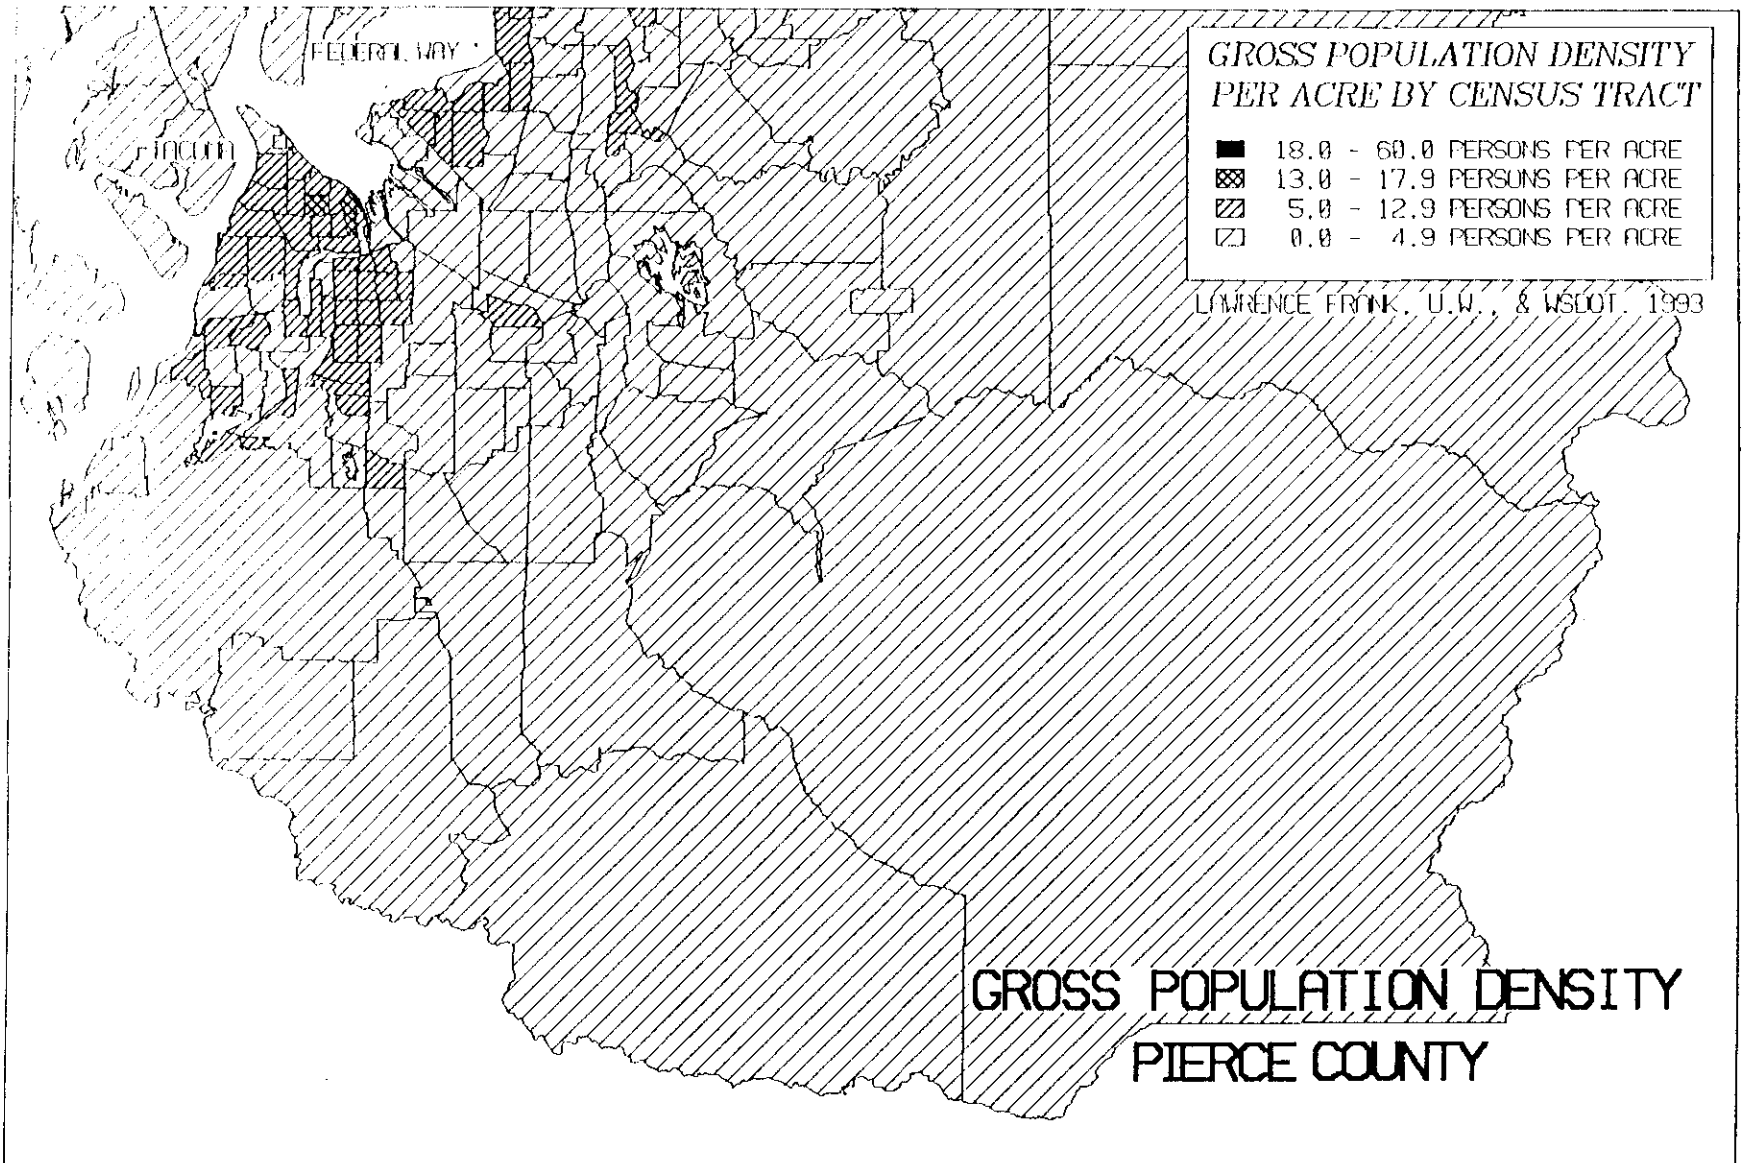 FEDERAL WAY
TACOMA
GROSS POPULATION DENSITY
PER ACRE BY CENSUS TRACT
18.0 - 60.0 PERSONS PER ACRE
13.0 - 17.9 PERSONS PER ACRE
5.0 - 12.9 PERSONS PER ACRE
0.0 - 4.9 PERSONS PER ACRE
LAWRENCE FRANK, U.W., & WSDOT, 1993
GROSS POPULATION DENSITY
PIERCE COUNTY